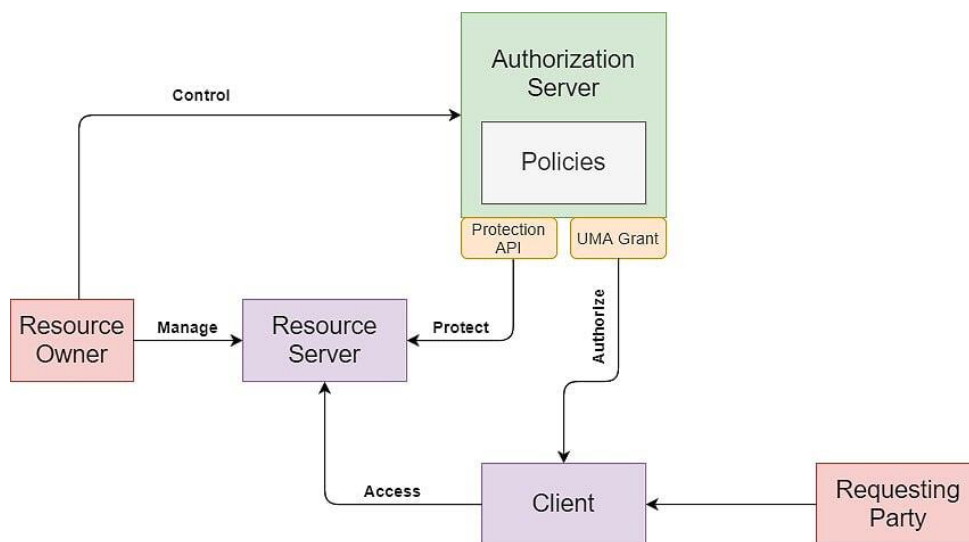 Authorization
Server
Control
Policies
Protection
API
UMA Grant
Authorize
Resource
Owner
Manage
Resource
Server
Protect
Access
Client
Requesting
Party